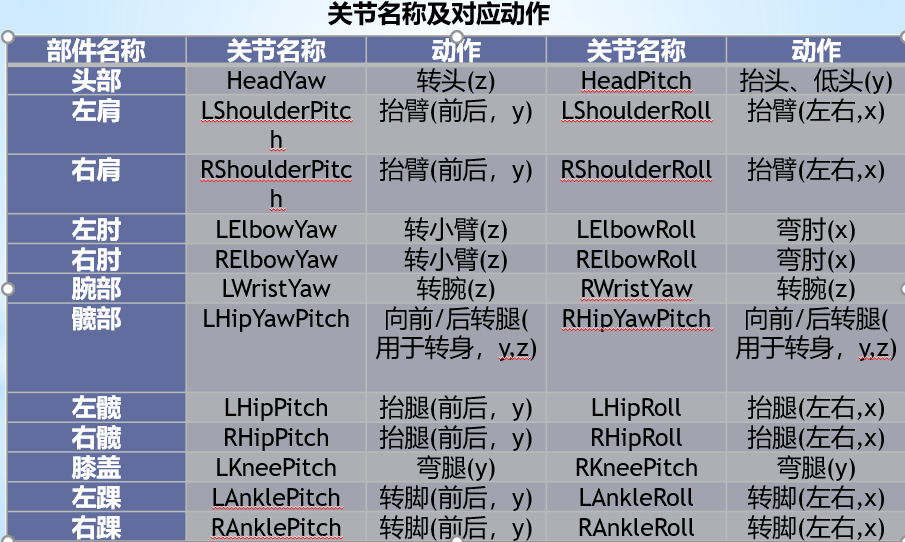 关节名称及对应动作
部件名称 关节名称 动作 关节名称 动作
头部 HeadYaw 转头(z) HeadPitch 抬头、低头(y)
左肩 LShoulderPitc 抬臂(前后，y) LShoulderRoll 抬臂(左右,x)
h
右肩 RShoulderPitc 抬臂(前后，y) RShoulderRoll 抬臂(左右,x)
h
左肘 LElbowYaw 转小臂(z) LElbowRoll 弯肘(x)
右肘 RElbowYaw 转小臂(z) RElbowRoll 弯肘(x)
腕部 LWristYaw 转腕(z) RWristYaw 转腕(z)
髋部 LHipYawPitch 向前/后转腿( RHipYawPitch 向前/后转腿(
用于转身，y,z) 用于转身，y,z)
左髋 LHipPitch 抬腿(前后，y) LHipRoll 抬腿(左右,x)
右髋 RHipPitch 抬腿(前后，y) RHipRoll 抬腿(左右,x)
膝盖 LKneePitch 弯腿(y) RKneePitch 弯腿(y)
左踝 LAnklePitch 转脚(前后，y) LAnkleRoll 转脚(左右,x)
右踝 RAnklePitch 转脚(前后，y) RAnkleRoll 转脚(左右,x)